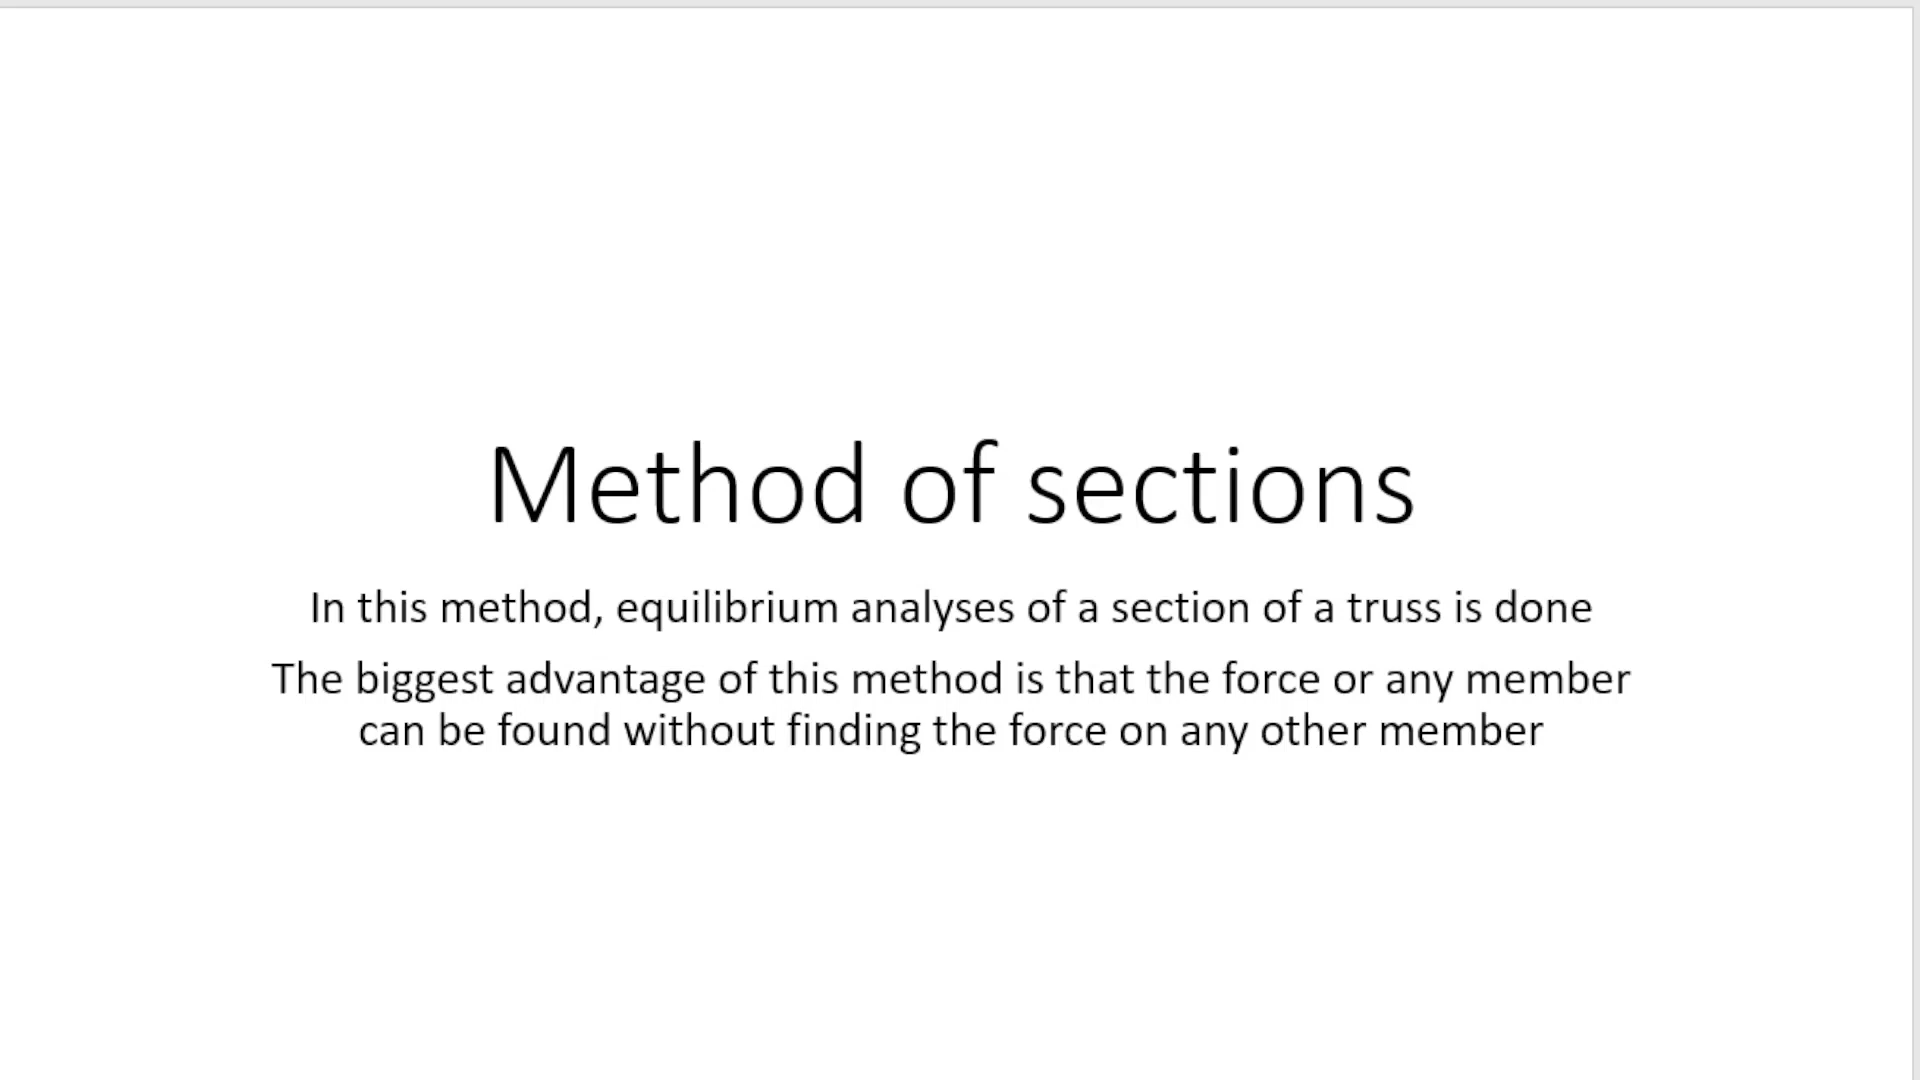 Method of sections
In this method, equilibrium analyses of a section of a truss is done
The biggest advantage of this method is that the force or any member
can be found without finding the force on any other member